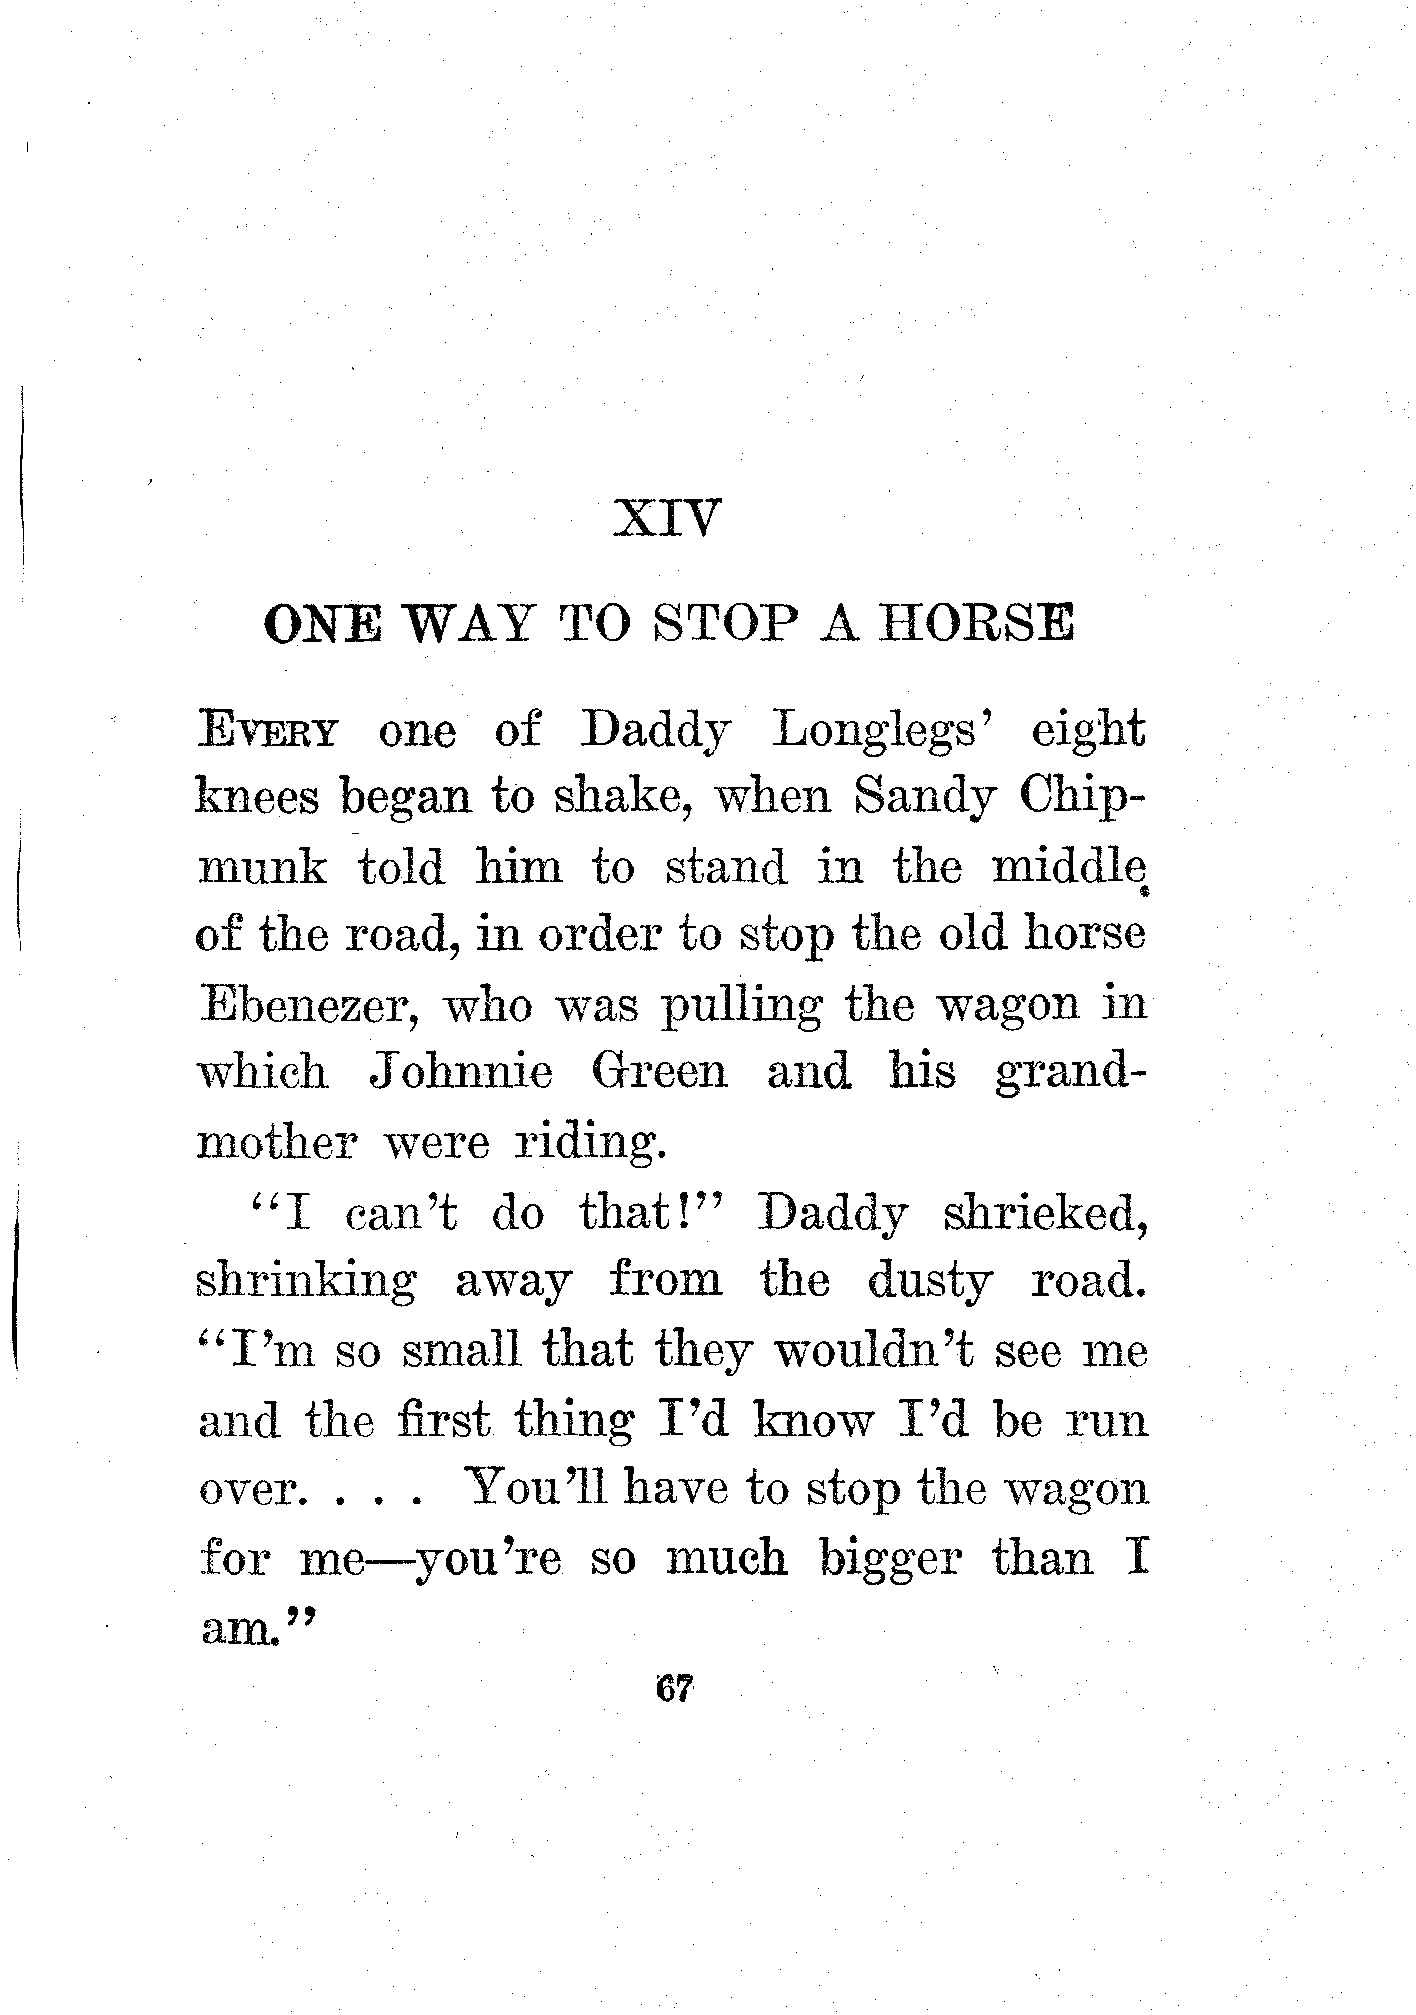 XIV
ONE WAY TO STOP A HORSE
EVERY one of Daddy Longlegs' eight
knees began to shake, when Sandy Chip-
munk told him to stand in the middle
of the road, in order to stop the old horse
Ebenezer, who was pulling the wagon in
which Johnnie Green and his grand-
mother were riding.
"I can't do that!" Daddy shrieked,
shrinking away from the dusty road.
"I'm so small that they wouldn't see me
and the first thing I'd know I'd be run
over. . . . You'll have to stop the wagon
for me—you're so much bigger than I
am."
67